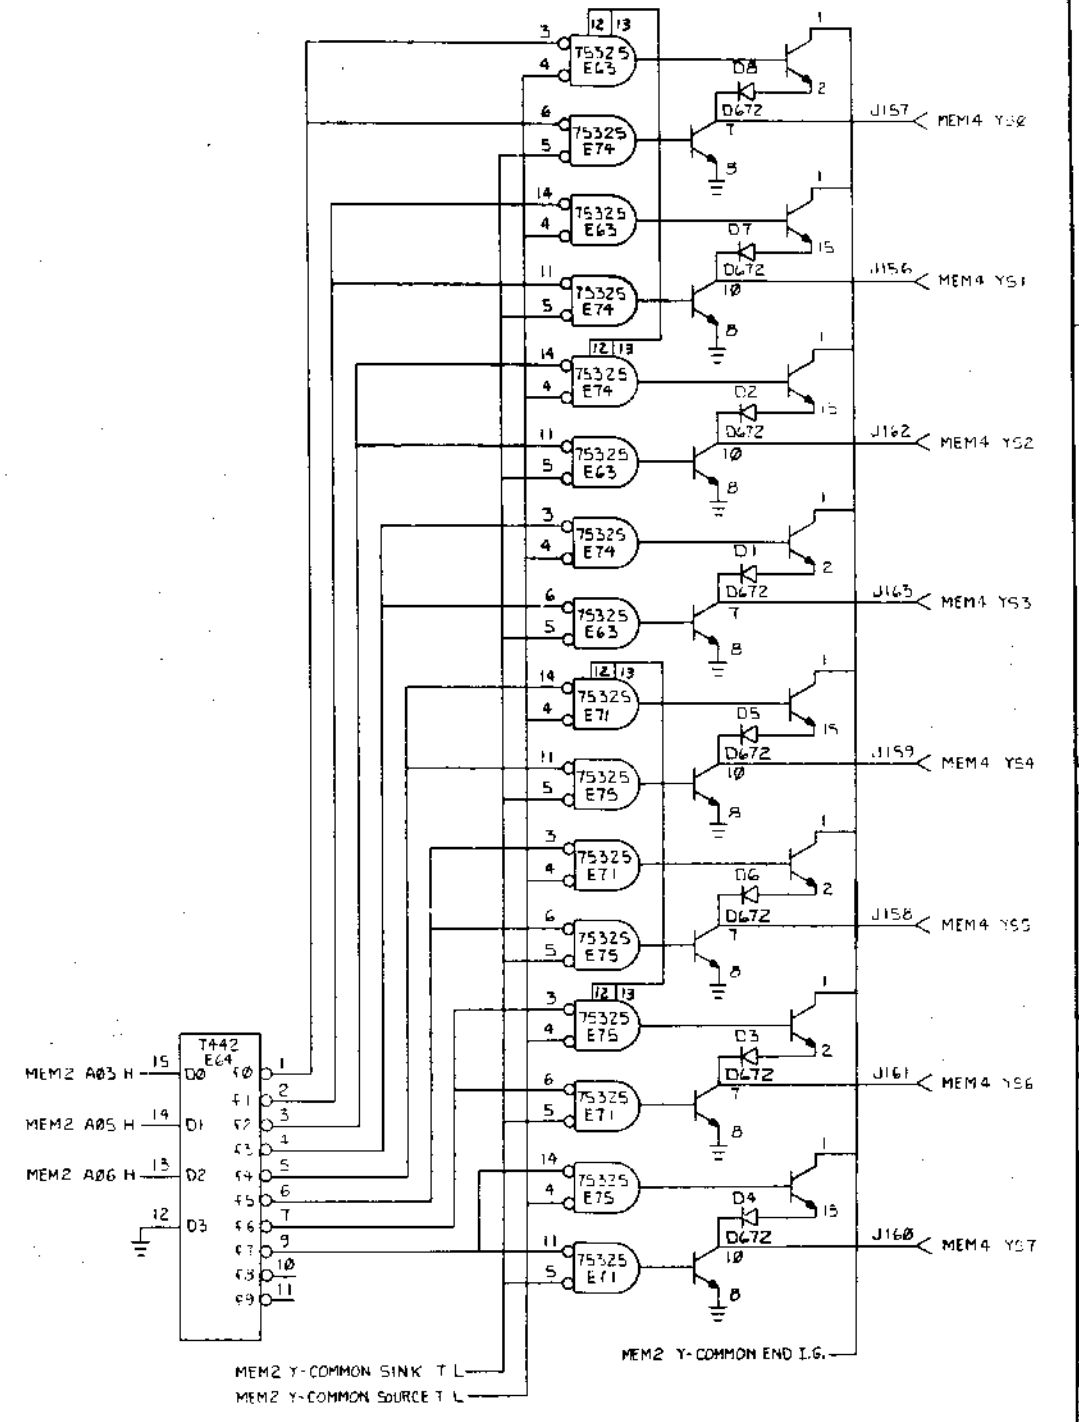 12 13
1
3
75325
E63
4
D8
2
D672
J157
MEM4 YS0
6
75325
E74
7
5
8
1
14
75325
E63
4
D7
15
D672
J156
MEM4 YS1
11
75325
E74
10
5
8
12 13
1
14
75325
E74
4
D2
15
D672
J162
MEM4 YS2
11
75325
E63
10
5
8
1
3
75325
E74
4
D1
2
D672
J163
MEM4 YS3
6
75325
E63
7
5
8
12 13
1
14
75325
E71
4
D5
15
D672
J159
MEM4 YS4
11
75325
E75
10
5
8
1
3
75325
E71
4
D6
2
D672
J158
MEM4 YS5
6
75325
E75
7
5
8
12 13
1
3
75325
E75
4
D3
2
D672
J161
MEM4 YS6
6
75325
E71
7
5
8
1
14
75325
E75
4
D4
D672
J160
MEM4 YS7
11
75325
E71
10
5
8
E64
MEM2 A03 H 15 D0 f0 1
f1 2
MEM2 A05 H 14 D1 f2 3
f3 4
MEM2 A06 H 13 D2 f4 5
f5 6
12 D3 f6 7
f7 9
f8 10
f9 11
MEM2 Y-COMMON END I.G.
MEM2 Y-COMMON SINK T L
MEM2 Y-COMMON SOURCE T L